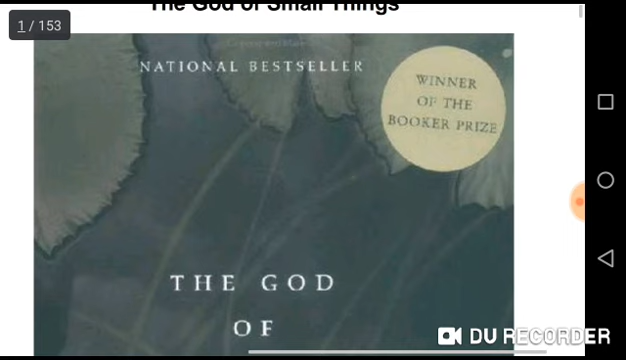 The God of Small Things
1 / 153
NATIONAL BESTSELLER
WINNER
OF THE
BOOKER PRIZE
THE GOD
OF
DU RECORDER